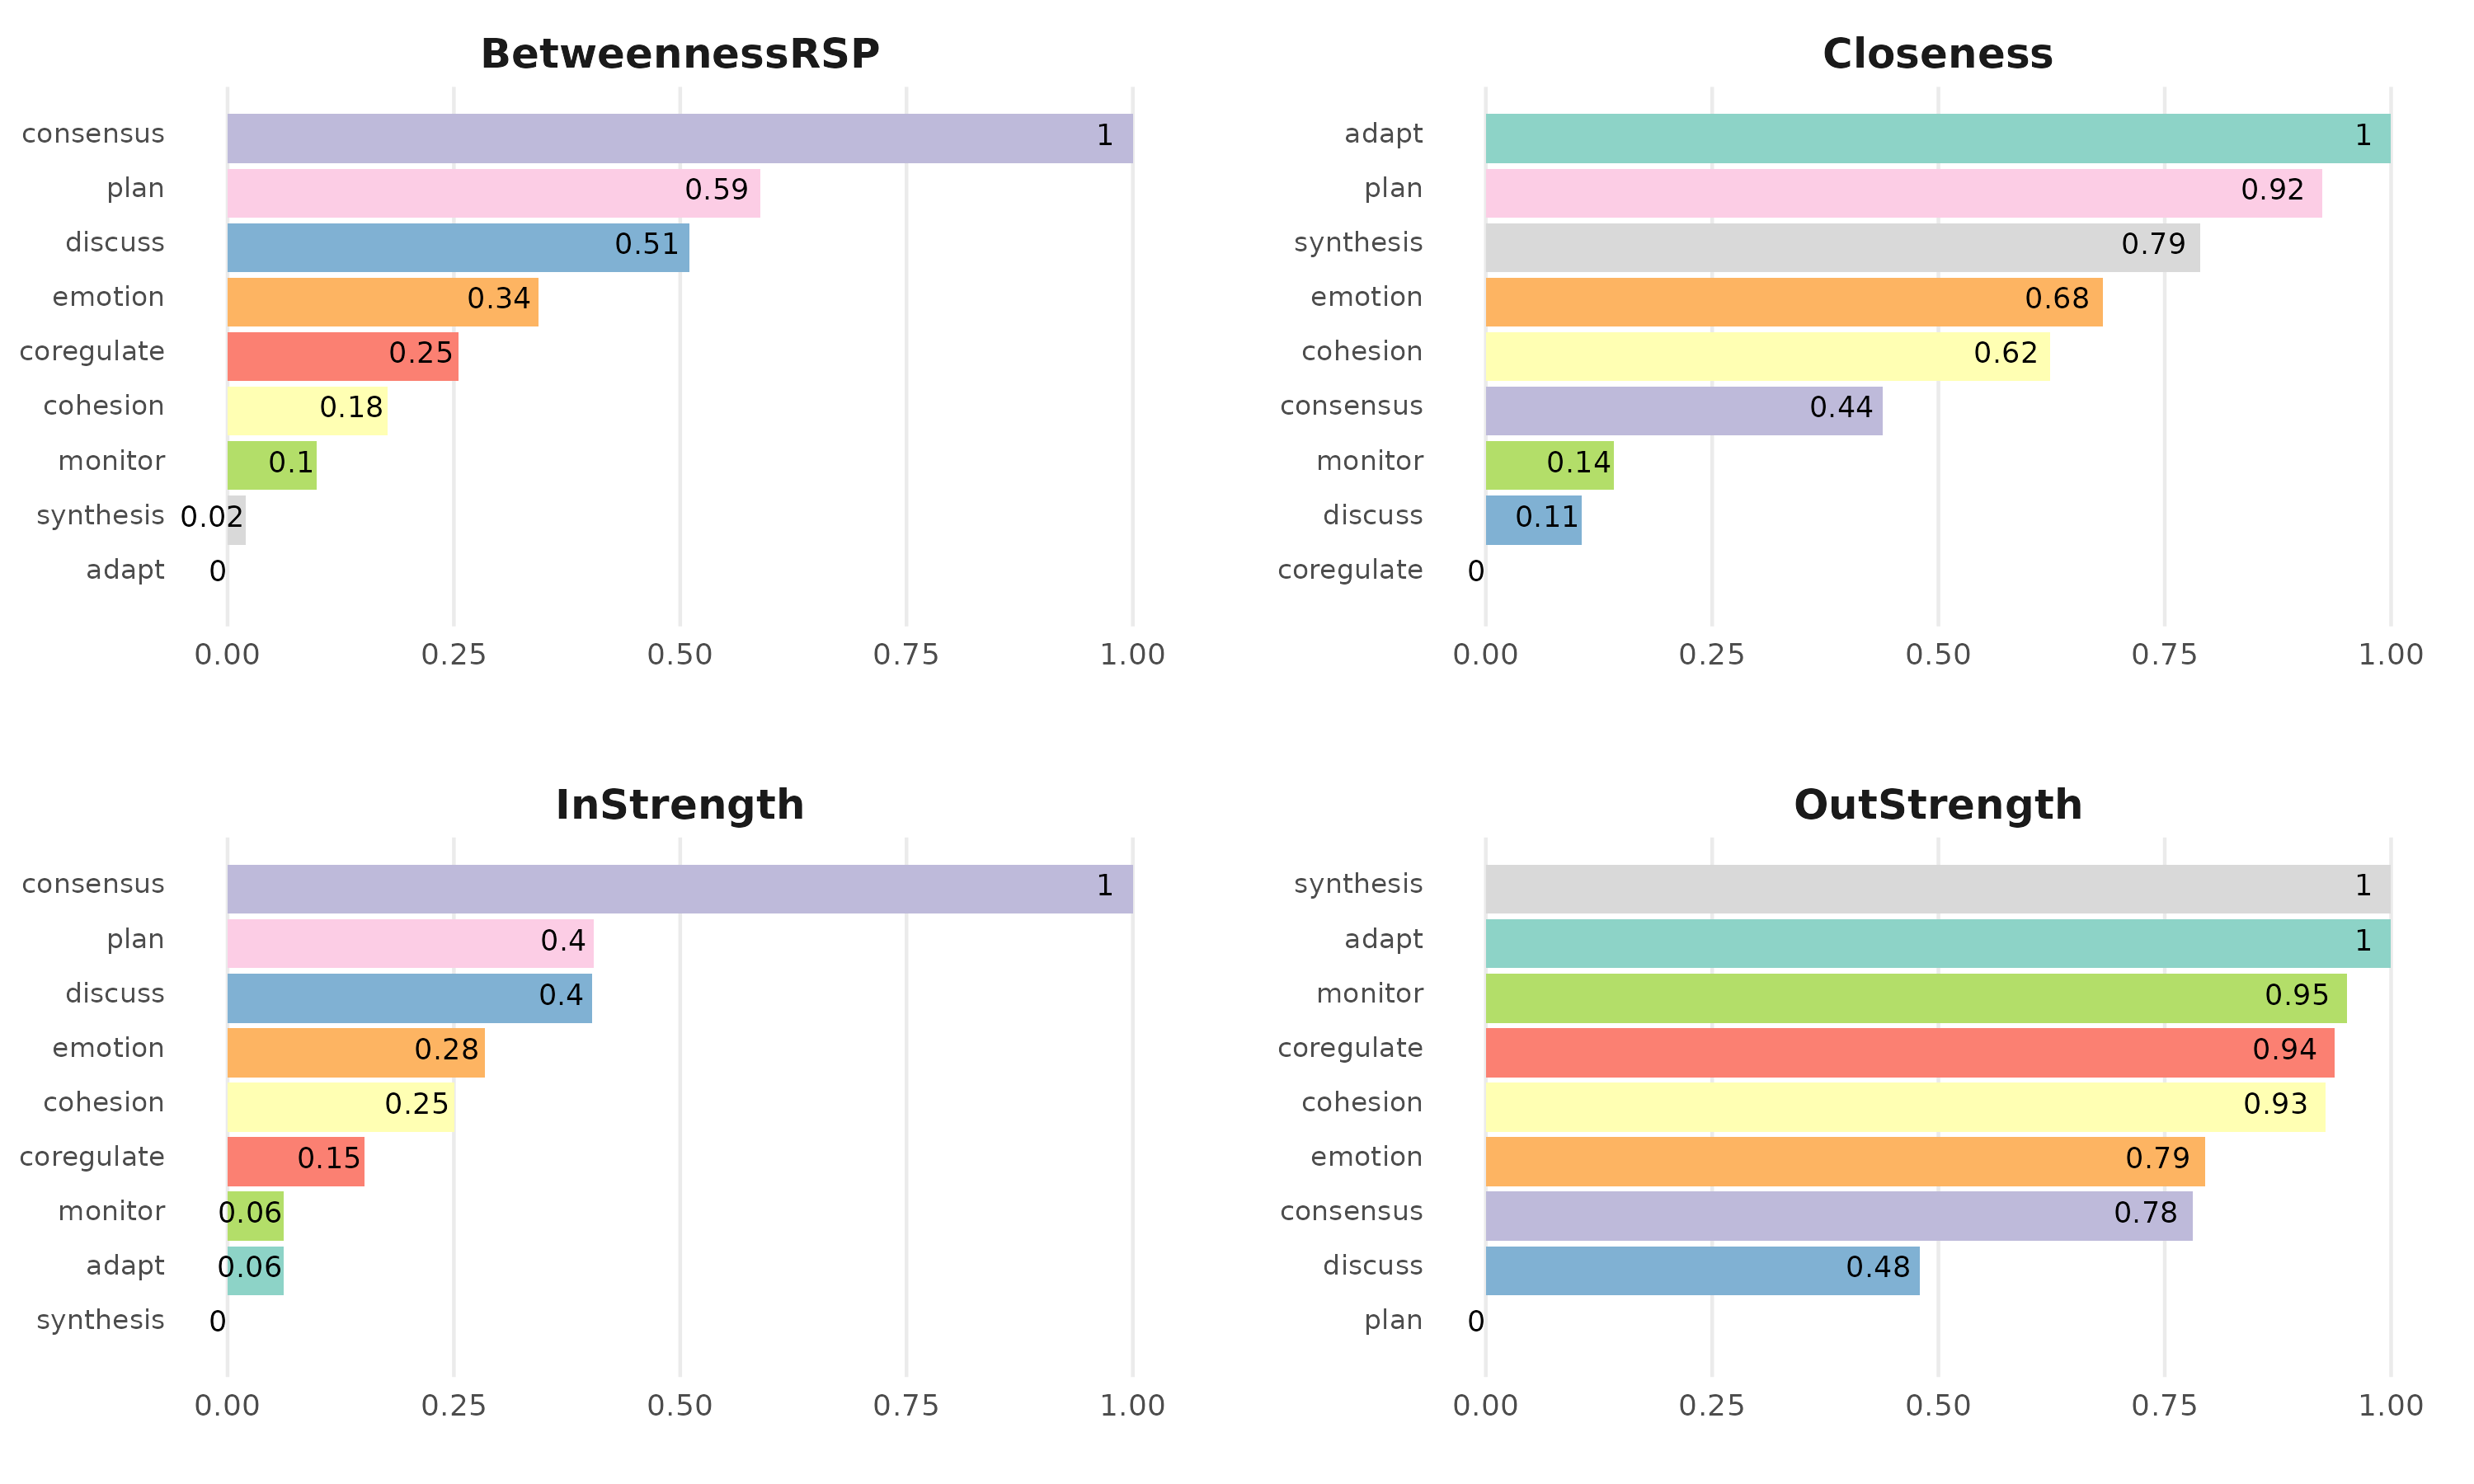 BetweennessRSP
consensus 1
plan 0.59
discuss 0.51
emotion 0.34
coregulate 0.25
cohesion 0.18
monitor 0.1
synthesis 0.02
adapt 0
0.00 0.25 0.50 0.75 1.00
Closeness
adapt 1
plan 0.92
synthesis 0.79
emotion 0.68
cohesion 0.62
consensus 0.44
monitor 0.14
discuss 0.11
coregulate 0
0.00 0.25 0.50 0.75 1.00
InStrength
consensus 1
plan 0.4
discuss 0.4
emotion 0.28
cohesion 0.25
coregulate 0.15
monitor 0.06
adapt 0.06
synthesis 0
0.00 0.25 0.50 0.75 1.00
OutStrength
synthesis 1
adapt 1
monitor 0.95
coregulate 0.94
cohesion 0.93
emotion 0.79
consensus 0.78
discuss 0.48
plan 0
0.00 0.25 0.50 0.75 1.00